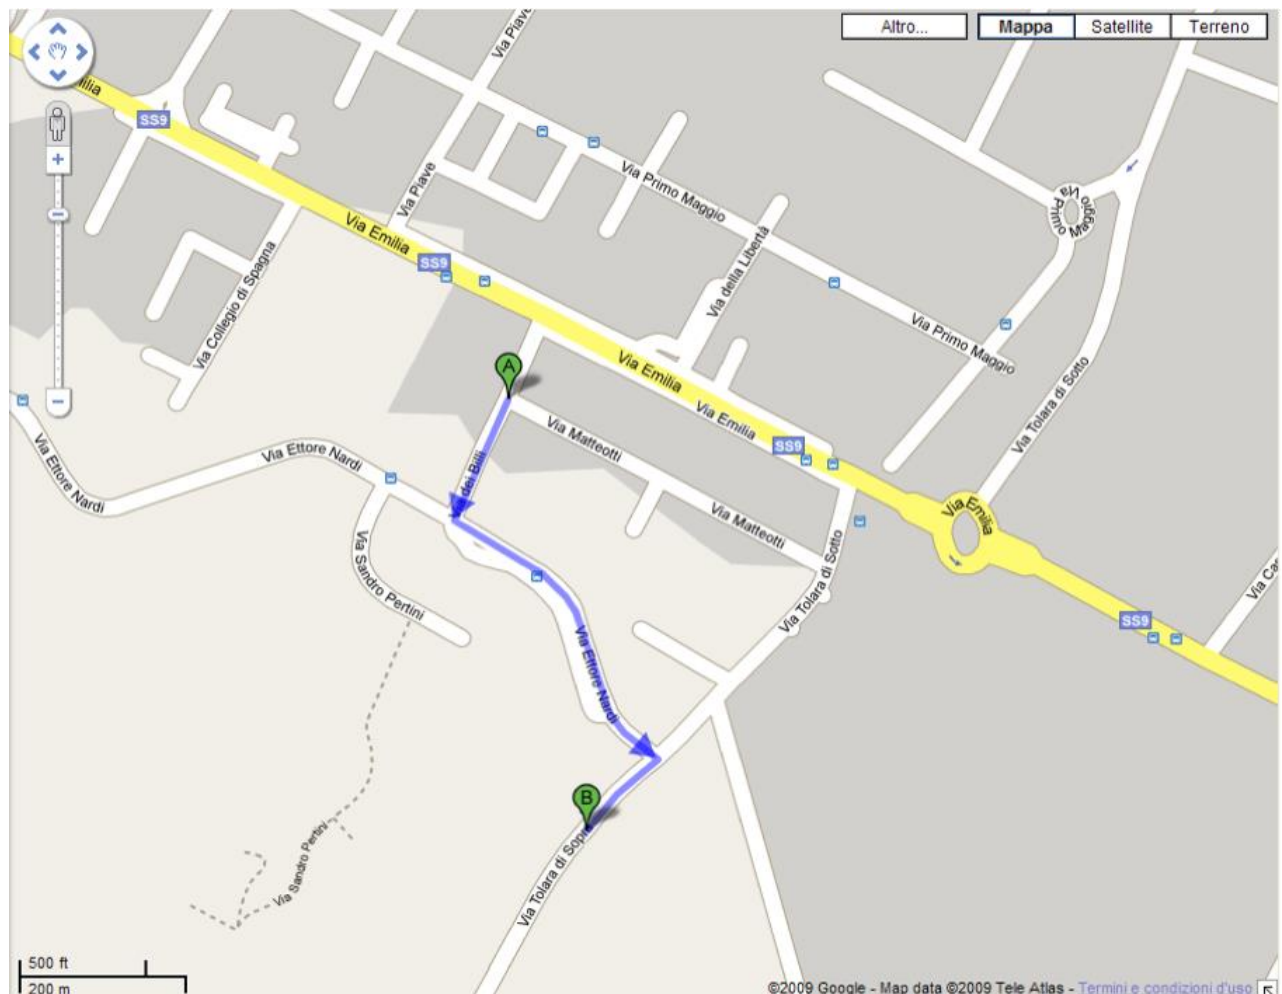 Altro...
Mappa
Satellite
Terreno
Via Piave
SS9
Via Piave
Via Primo Maggio
Via Primo Maggio
Via Emilia
SS9
Via Collegio di Spagna
Via della Libertà
Via Primo Maggio
Via Emilia
Via Tolara di Sotto
A
Via Emilia
SS9
Via Matteotti
Via Ettore Nardi
Via Ettore Nardi
dei Billi
Via Matteotti
Via Emilia
Via Sandro Pertini
Via Tolara di Sotto
SS9
Via Ettore Nardi
B
Via Sandro Pertini
Via Tolara di Sopra
500 ft
200 m
©2009 Google - Map data ©2009 Tele Atlas - Termini e condizioni d'uso